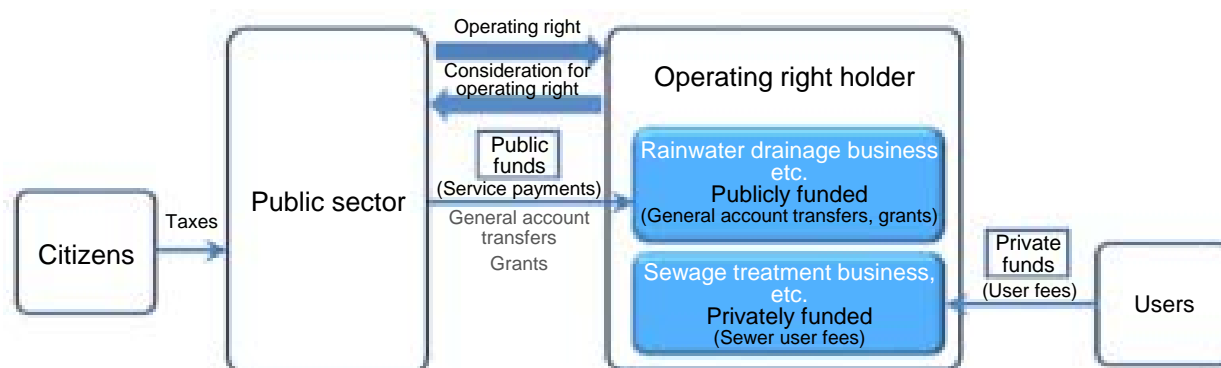 Citizens
Taxes
Public sector
Operating right
Consideration for
operating right
Public
funds
(Service payments)
General account
transfers
Grants
Operating right holder
Rainwater drainage business
etc.
Publicly funded
(General account transfers, grants)
Sewage treatment business,
etc.
Privately funded
(Sewer user fees)
Private
funds
(User fees)
Users